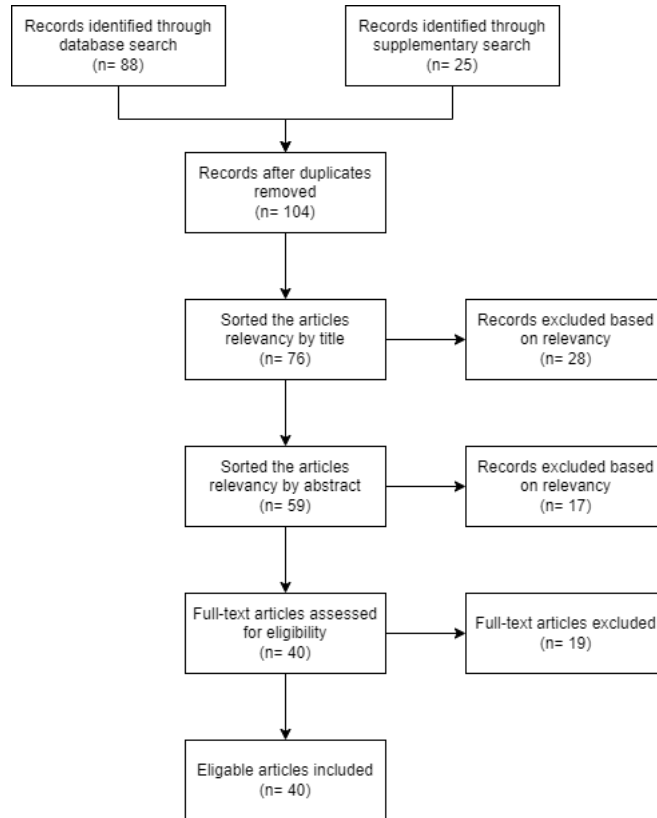 Records identified through
database search
(n= 88)
Records identified through
supplementary search
(n= 25)
Records after duplicates
removed
(n= 104)
Sorted the articles
relevancy by title
(n= 76)
Records excluded based
on relevancy
(n= 28)
Sorted the articles
relevancy by abstract
(n= 59)
Records excluded based
on relevancy
(n= 17)
Full-text articles assessed
for eligibility
(n= 40)
Full-text articles excluded
(n= 19)
Eligable articles included
(n= 40)